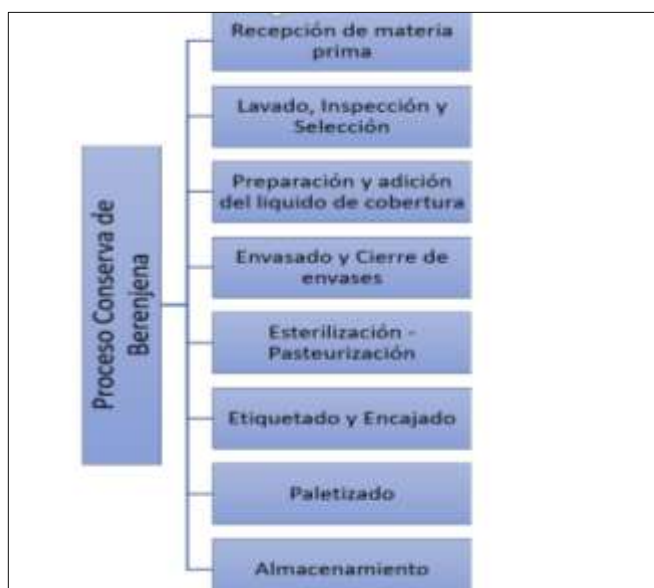 Proceso Conserva de
Berenjena
Recepción de materia
prima
Lavado, Inspección y
Selección
Preparación y adición
del liquido de cobertura
Envasado y Cierre de
envases
Esterilización -
Pasteurización
Etiquetado y Encajado
Paletizado
Almacenamiento